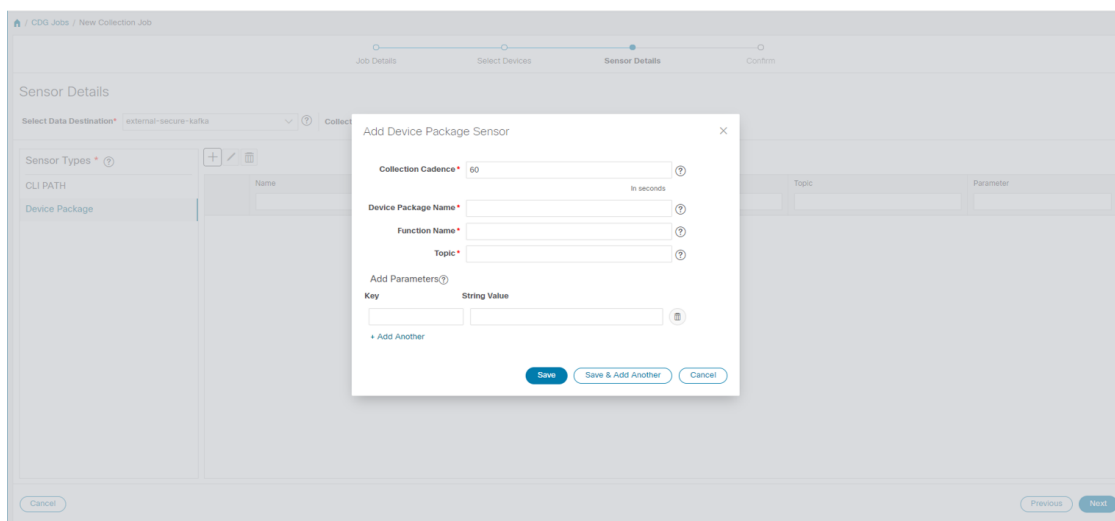 / CDG Jobs / New Collection Job
Job Details
Select Devices
Sensor Details
Confirm
Sensor Details
Select Data Destination* external-secure-kafka
Collect
Sensor Types *
CLI PATH
Device Package
Name
Topic
Parameter
Add Device Package Sensor
Collection Cadence* 60
In seconds
Device Package Name*
Function Name*
Topic*
Add Parameters
Key String Value
+ Add Another
Save Save & Add Another Cancel
Cancel
Previous Next